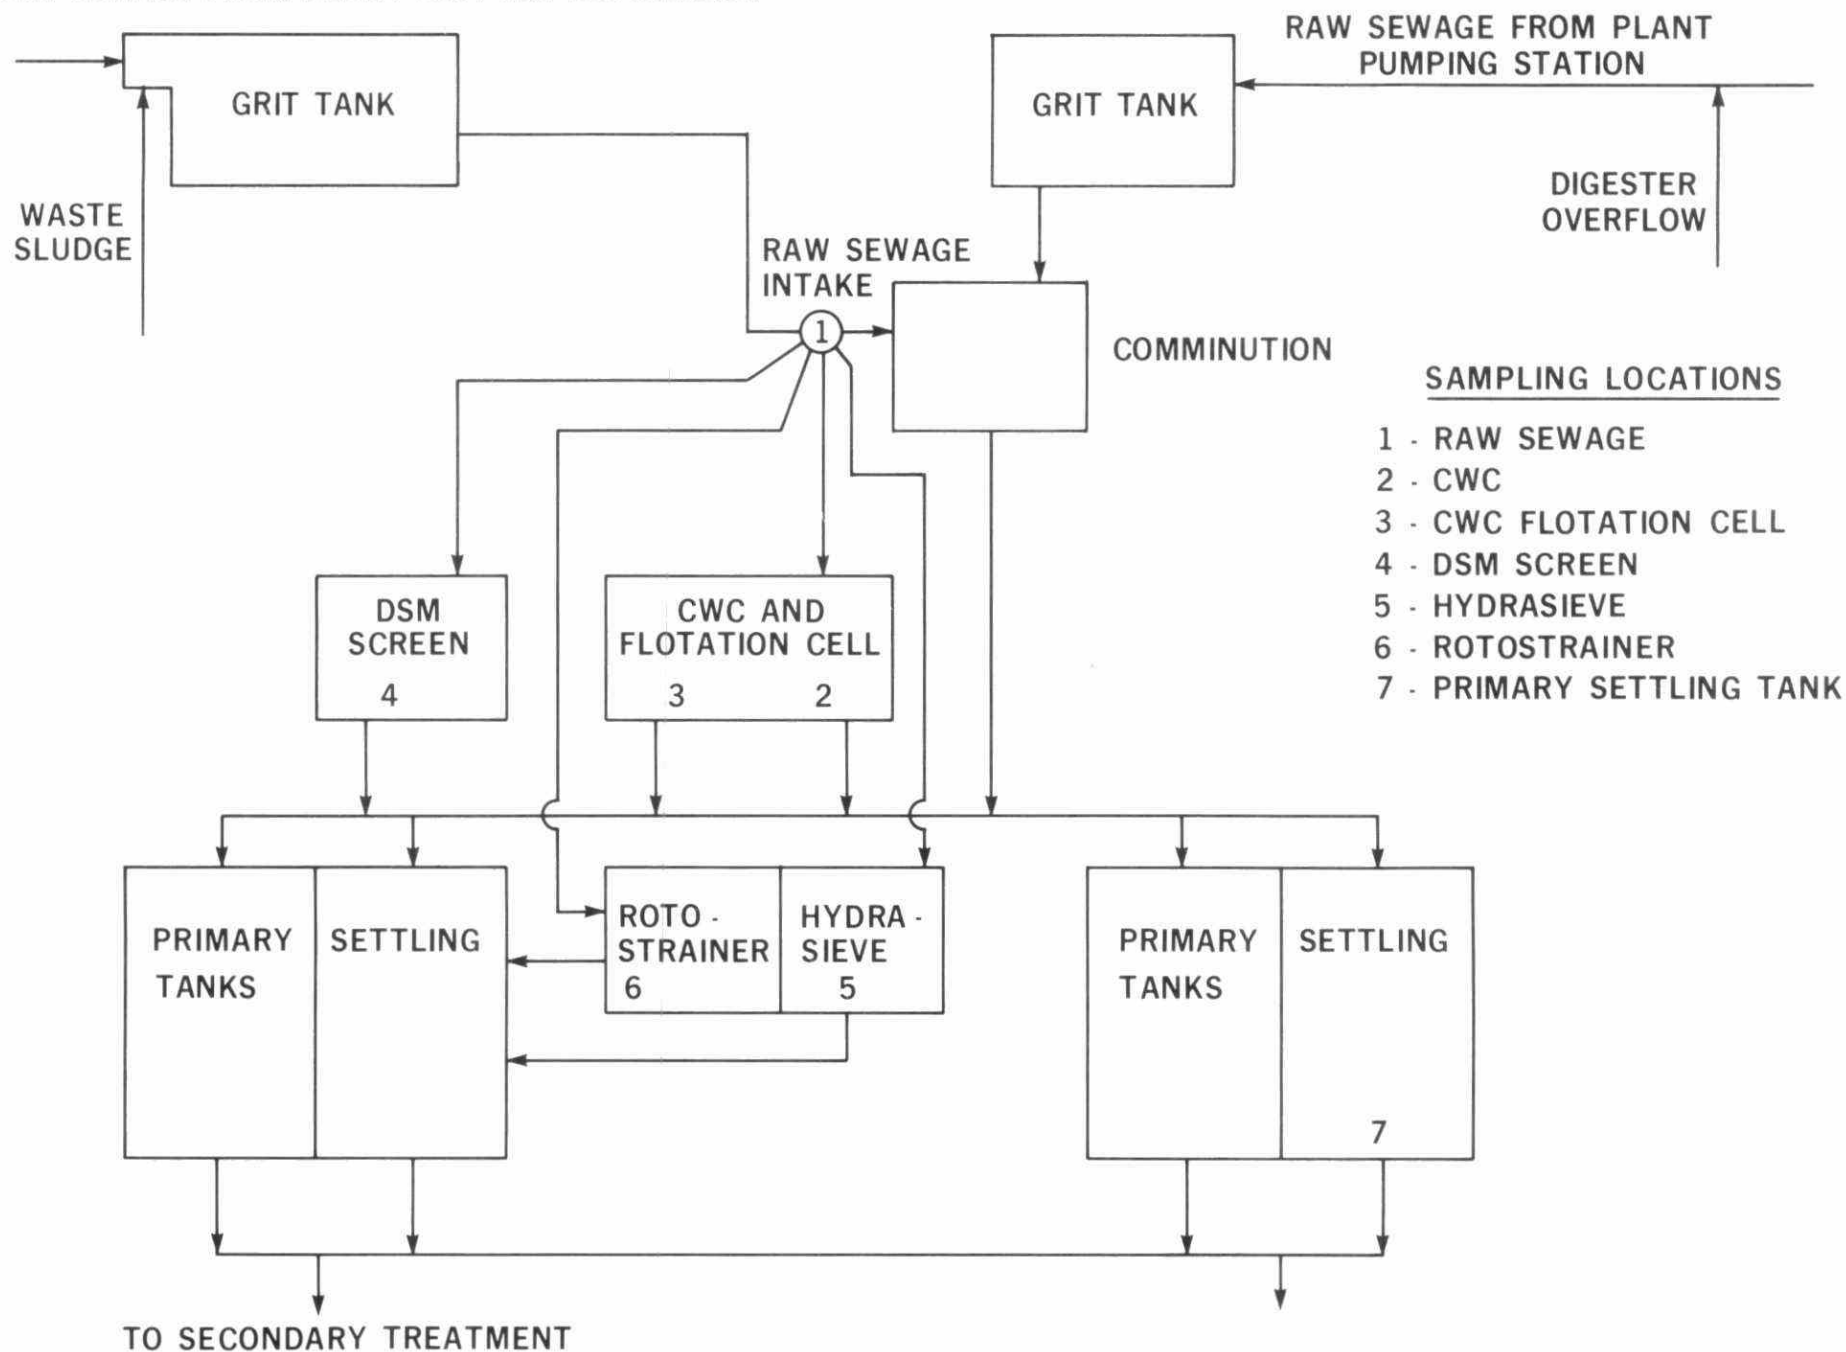 RAW SEWAGE FROM PLANT
PUMPING STATION
GRIT TANK
GRIT TANK
DIGESTER
OVERFLOW
WASTE
SLUDGE
RAW SEWAGE
INTAKE
1
COMMINUTION
SAMPLING LOCATIONS
1 - RAW SEWAGE
2 - CWC
3 - CWC FLOTATION CELL
4 - DSM SCREEN
5 - HYDRASIEVE
6 - ROTOSTRAINER
7 - PRIMARY SETTLING TANK
DSM
SCREEN
4
CWC AND
FLOTATION CELL
3 2
PRIMARY SETTLING
TANKS
ROTO -
STRAINER
6
HYDRA -
SIEVE
5
PRIMARY SETTLING
TANKS
7
TO SECONDARY TREATMENT